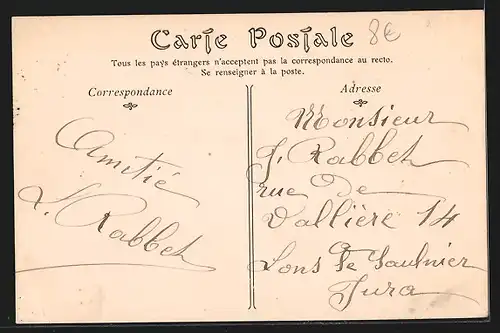 Carte Postale
8€
Tous les pays étrangers n'acceptent pas la correspondance au recto.
Se renseigner à la poste.
Correspondance
Amitié
L. Rabbet
Adresse
Monsieur
J. Rabbet
rue De
Vallière 14
Lons Le Saulnier
Jura